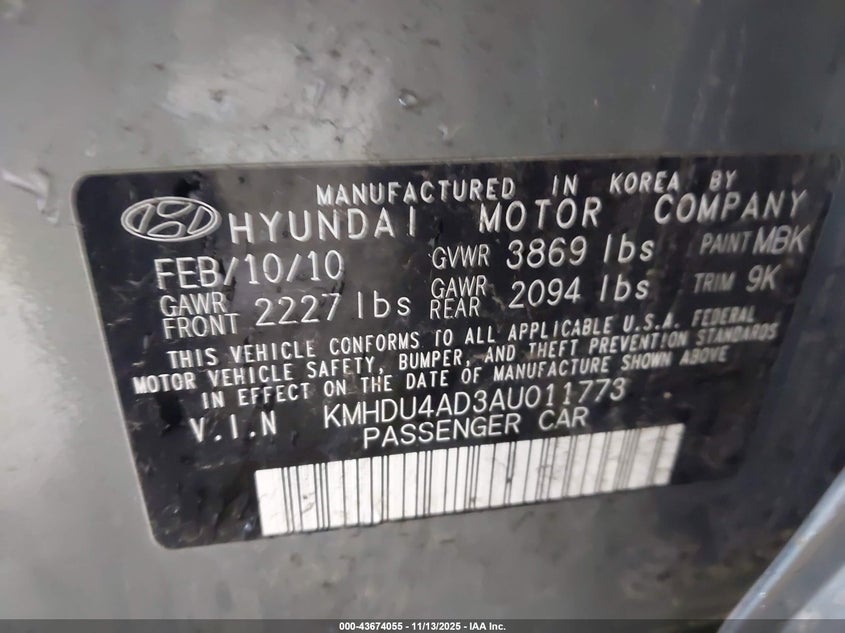 MANUFACTURED IN KOREA BY
HYUNDAI MOTOR COMPANY
FEB/10/10 GVWR 3869 lbs PAINT MBK
GAWR FRONT 2227 lbs GAWR REAR 2094 lbs TRIM 9K
THIS VEHICLE CONFORMS TO ALL APPLICABLE U.S.A. FEDERAL
MOTOR VEHICLE SAFETY, BUMPER, AND THEFT PREVENTION STANDARDS
IN EFFECT ON THE DATE OF MANUFACTURE SHOWN ABOVE
V.I.N KMHDU4AD3AU011773
PASSENGER CAR
000-43674055 - 11/13/2025 - IAA Inc.